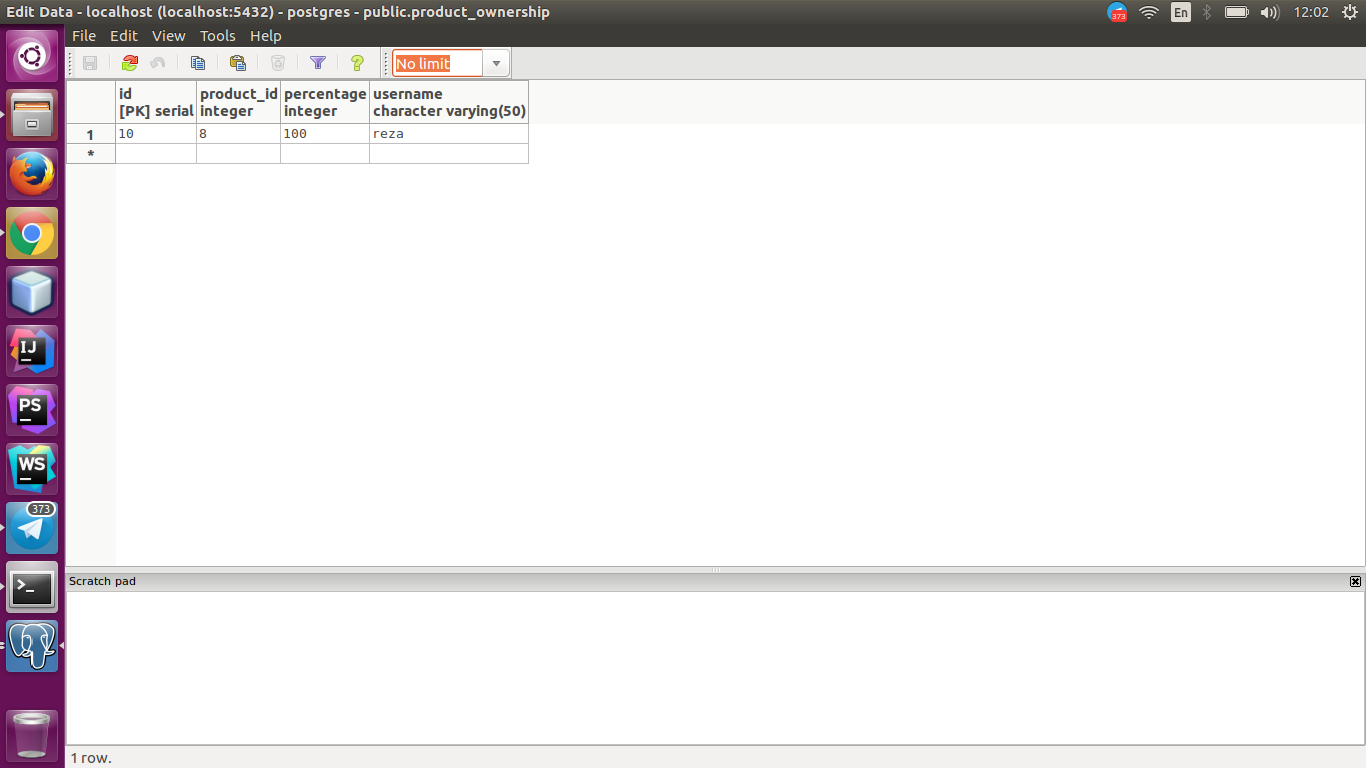 Edit Data - localhost (localhost:5432) - postgres - public.product_ownership
373
En
12:02
File Edit View Tools Help
No limit
id product_id percentage username
[PK] serial integer integer character varying(50)
1 10 8 100 reza
*
IJ
PS
WS
373
>_
Scratch pad
1 row.